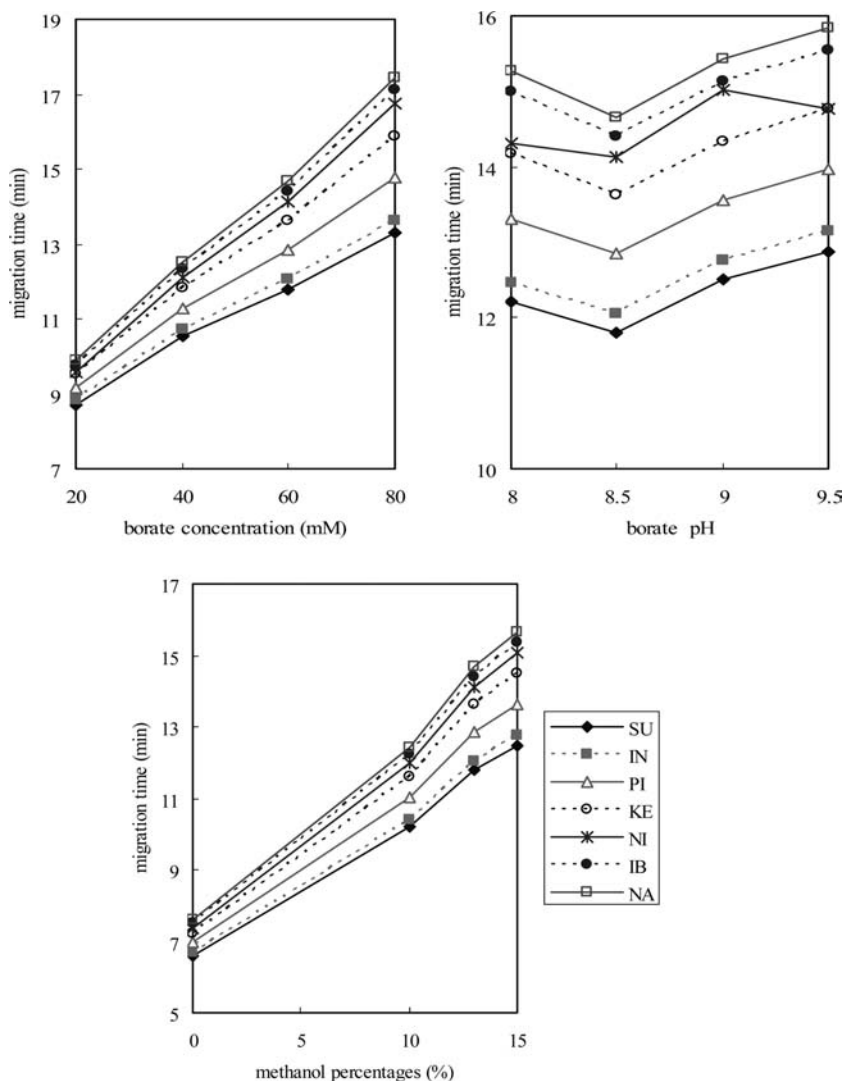 19
17
15
13
11
9
7
migration time (min)
20
40
60
80
borate concentration (mM)
16
14
12
10
migration time (min)
8
8.5
9
9.5
borate pH
17
15
13
11
9
7
5
migration time (min)
0
5
10
15
methanol percentages (%)
SU
IN
PI
KE
NI
IB
NA